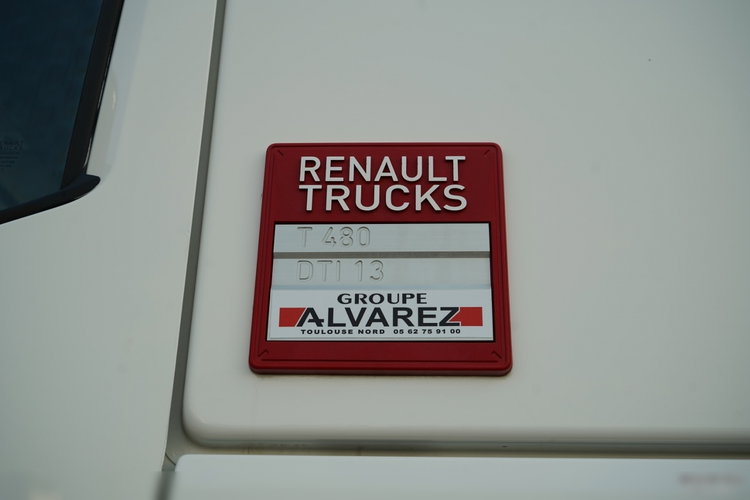 RENAULT
TRUCKS
T 480
DTI 13
GROUPE
ALVAREZ
TOULOUSE NORD 05 62 75 91 00